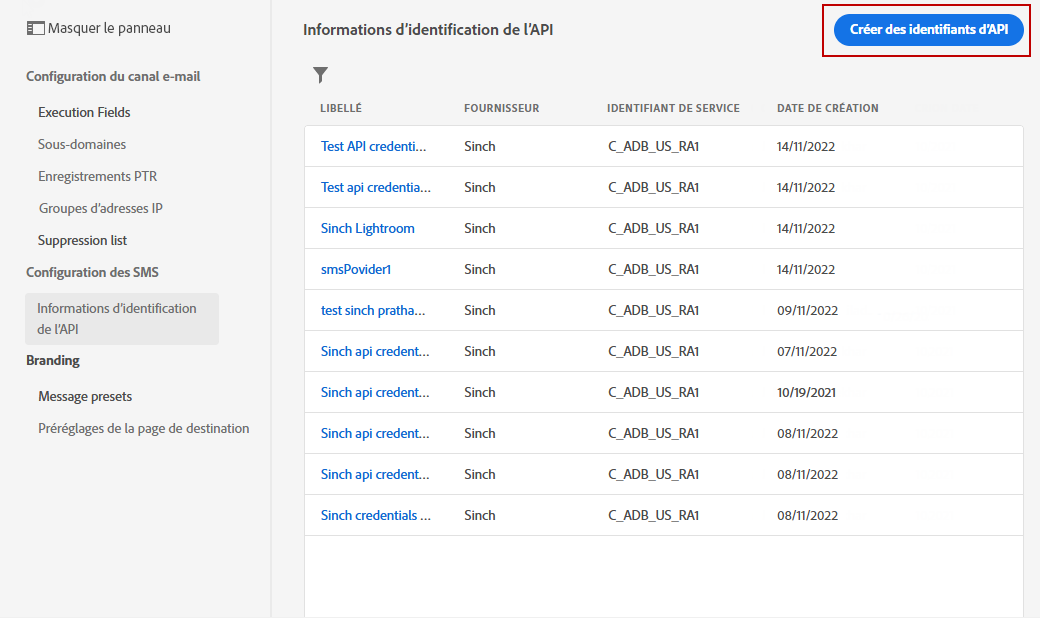 Masquer le panneau
Configuration du canal e-mail
Execution Fields
Sous-domaines
Enregistrements PTR
Groupes d'adresses IP
Suppression list
Configuration des SMS
Informations d'identification
de l'API
Branding
Message presets
Préréglages de la page de destination
Informations d'identification de l'API
Créer des identifiants d'API
LIBELLÉ FOURNISSEUR IDENTIFIANT DE SERVICE DATE DE CRÉATION
Test API credenti... Sinch C_ADB_US_RA1 14/11/2022
Test api credentia... Sinch C_ADB_US_RA1 14/11/2022
Sinch Lightroom Sinch C_ADB_US_RA1 14/11/2022
smsPovider1 Sinch C_ADB_US_RA1 14/11/2022
test sinch pratha... Sinch C_ADB_US_RA1 09/11/2022
Sinch api credent... Sinch C_ADB_US_RA1 07/11/2022
Sinch api credent... Sinch C_ADB_US_RA1 10/19/2021
Sinch api credent... Sinch C_ADB_US_RA1 08/11/2022
Sinch api credent... Sinch C_ADB_US_RA1 08/11/2022
Sinch credentials ... Sinch C_ADB_US_RA1 08/11/2022